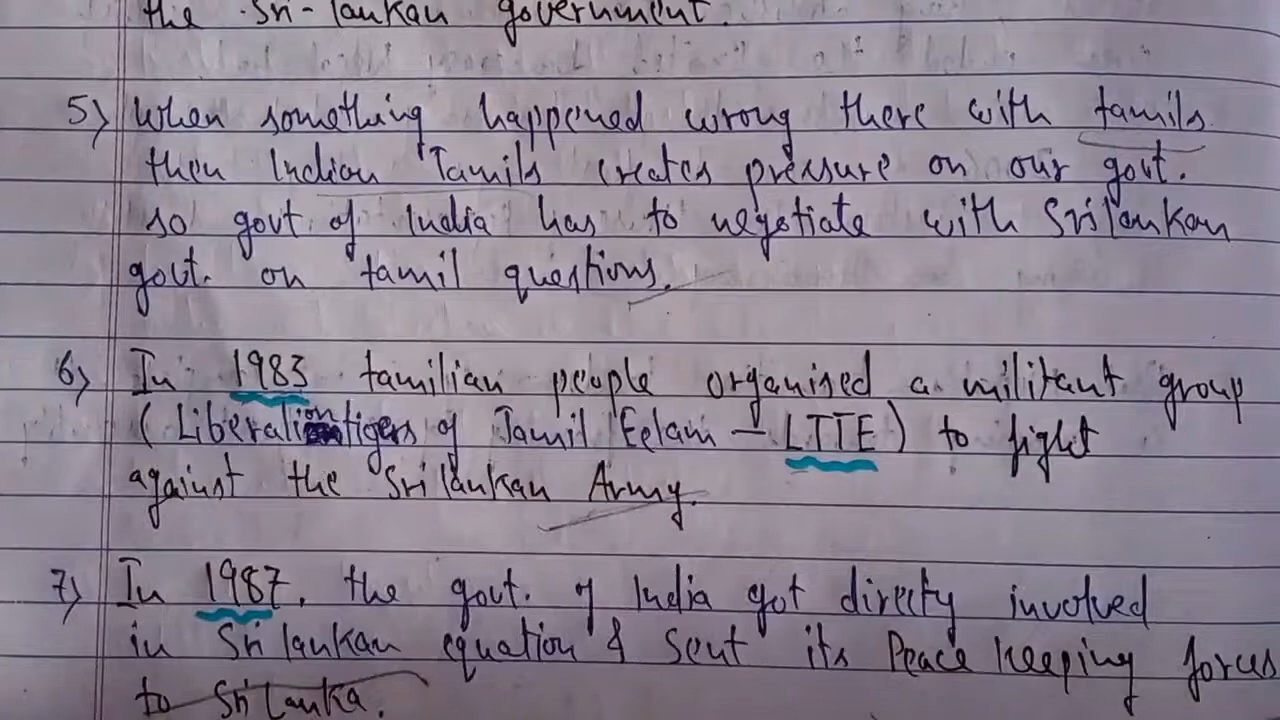 the Sri-lankan government.
5) When something happened wrong there with tamils
then Indian Tamils creates pressure on our govt.
so govt of India has to negotiate with Srilankan
govt. on tamil questions.
6) In 1983 tamilian people organised a militant group
(Liberalion tigers of Tamil Eelam - LTTE) to fight
against the Srilankan Army.
7) In 1987, the govt. of India got directy involved
in Srilankan equation & sent its Peace keeping forces
to Srilanka.